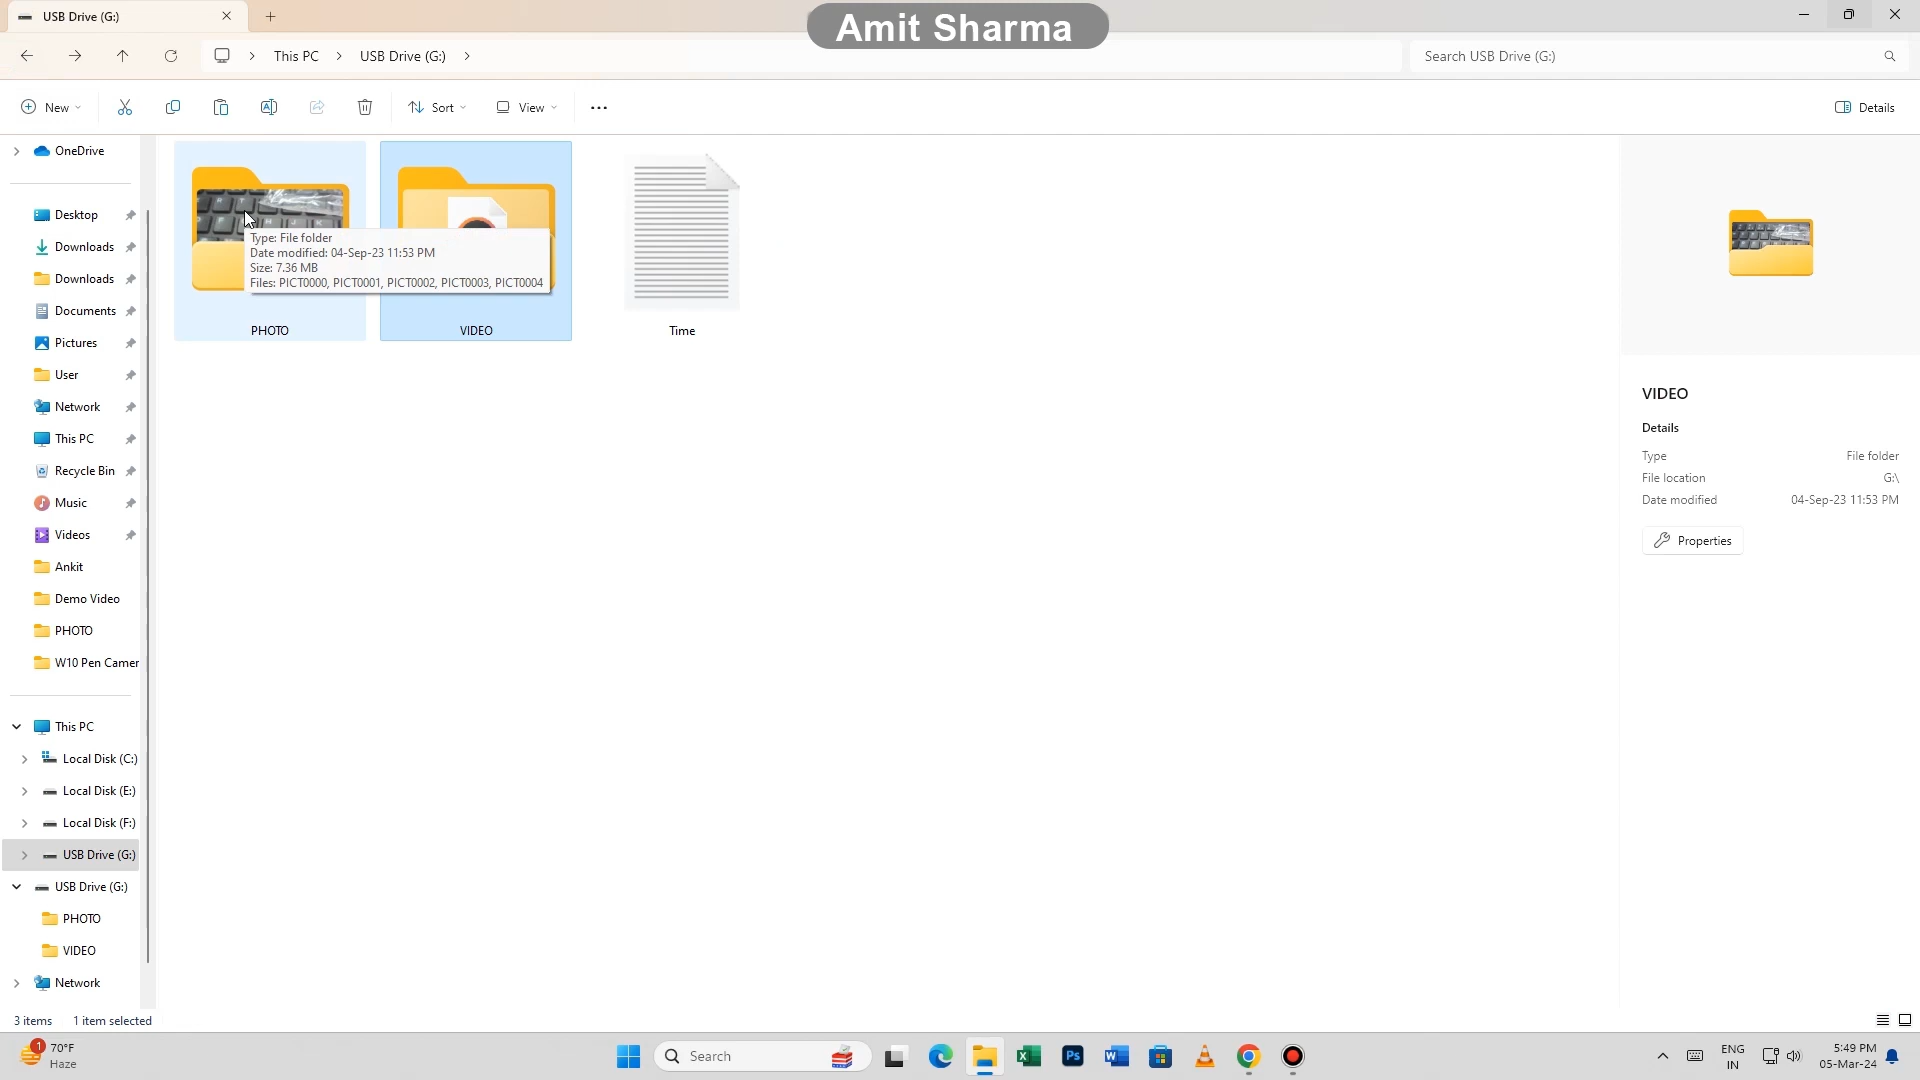 USB Drive (G:)
Amit Sharma
This PC
USB Drive (G:)
Search USB Drive (G:)
New
Sort
View
Details
OneDrive
Desktop
Downloads
Downloads
Documents
Pictures
User
Network
This PC
Recycle Bin
Music
Videos
Ankit
Demo Video
PHOTO
W10 Pen Camer
This PC
Local Disk (C:)
Local Disk (E:)
Local Disk (F:)
USB Drive (G:)
USB Drive (G:)
PHOTO
VIDEO
Network
Type: File folder
Date modified: 04-Sep-23 11:53 PM
Size: 7.36 MB
Files: PICT0000, PICT0001, PICT0002, PICT0003, PICT0004
PHOTO
VIDEO
Time
VIDEO
Details
Type File folder
File location G:\
Date modified 04-Sep-23 11:53 PM
Properties
3 items 1 item selected
1
70°F
Haze
Search
Ps
ENG
IN
5:49 PM
05-Mar-24